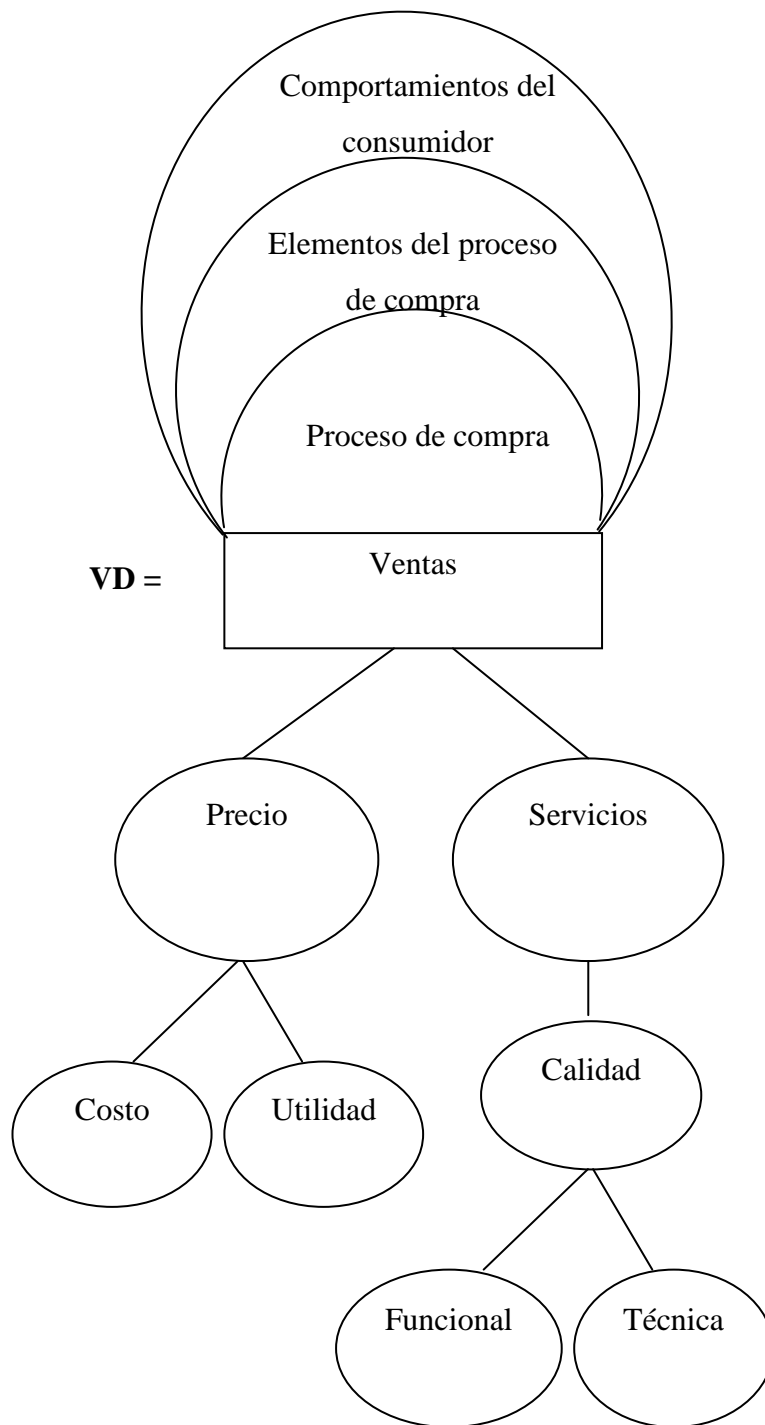 Comportamientos del
consumidor
Elementos del proceso
de compra
Proceso de compra
Ventas
VD =
Precio
Servicios
Calidad
Costo
Utilidad
Funcional
Técnica